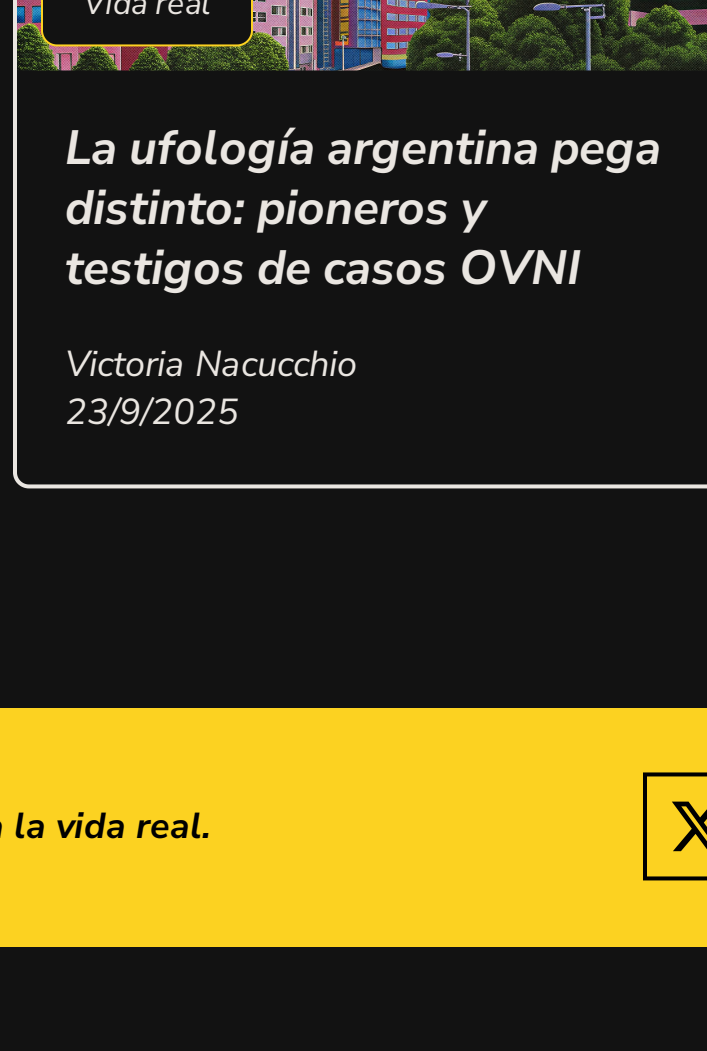 Vida real
La ufología argentina pega
distinto: pioneros y
testigos de casos OVNI
Victoria Nacucchio
23/9/2025
la vida real.